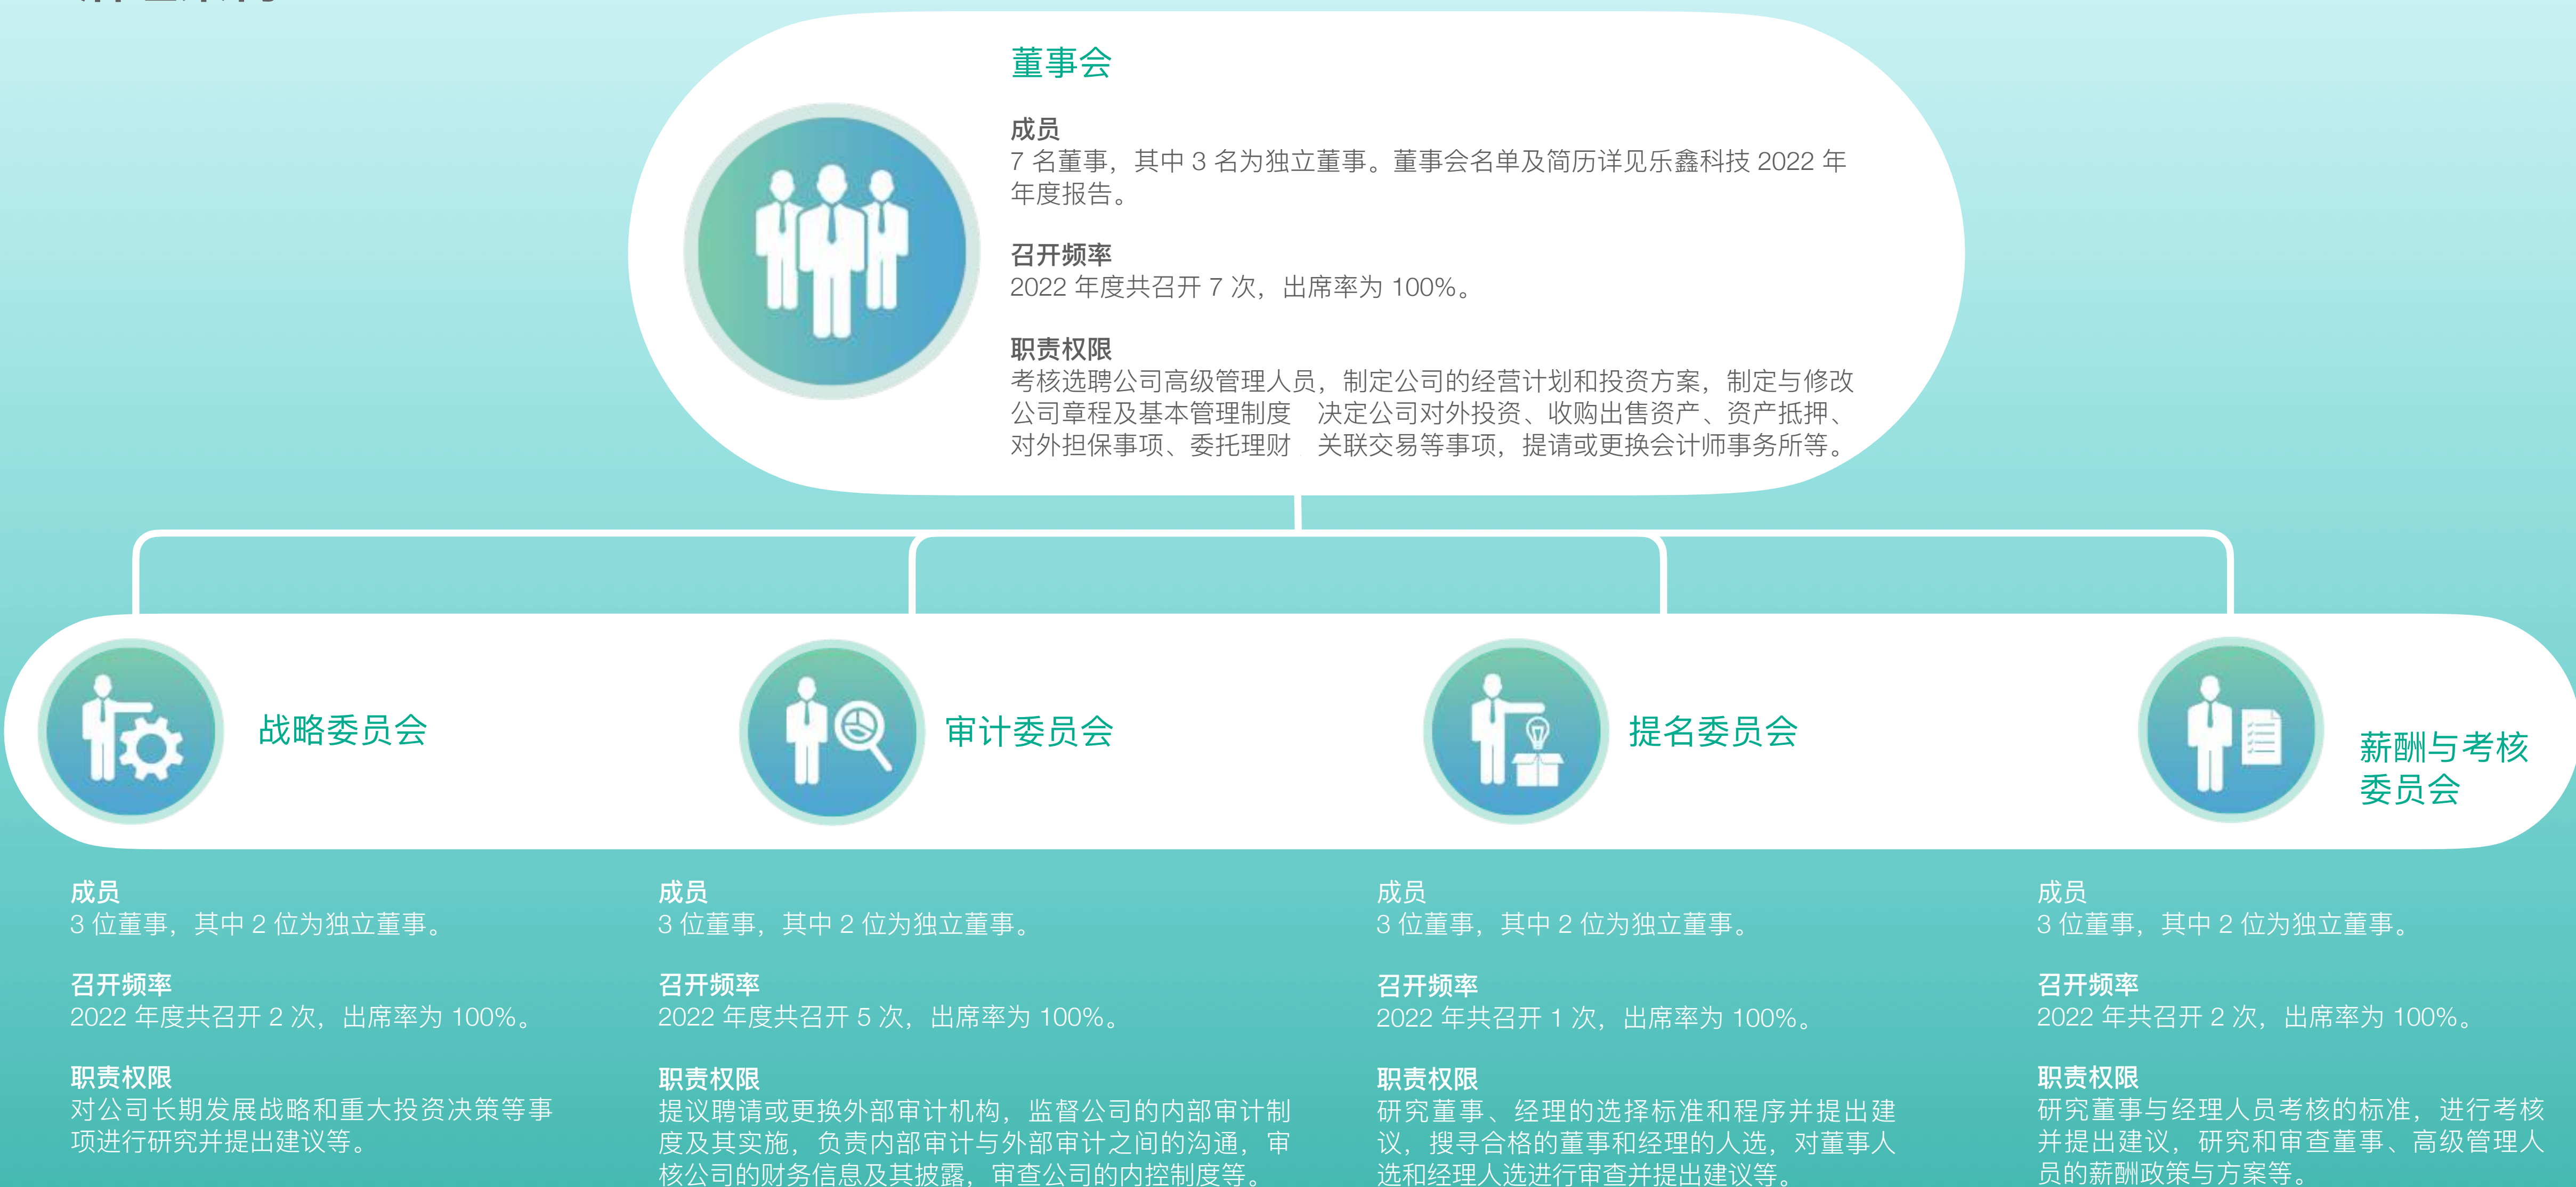 董事会
成员
7 名董事，其中 3 名为独立董事。董事会名单及简历详见乐鑫科技 2022 年
年度报告。
召开频率
2022 年度共召开 7 次，出席率为 100%。
职责权限
考核选聘公司高级管理人员，制定公司的经营计划和投资方案，制定与修改
公司章程及基本管理制度 决定公司对外投资、收购出售资产、资产抵押、
对外担保事项、委托理财 关联交易等事项，提请或更换会计师事务所等。
战略委员会
审计委员会
提名委员会
薪酬与考核
委员会
成员
3 位董事，其中 2 位为独立董事。
召开频率
2022 年度共召开 2 次，出席率为 100%。
职责权限
对公司长期发展战略和重大投资决策等事
项进行研究并提出建议等。
成员
3 位董事，其中 2 位为独立董事。
召开频率
2022 年度共召开 5 次，出席率为 100%。
职责权限
提议聘请或更换外部审计机构，监督公司的内部审计制
度及其实施，负责内部审计与外部审计之间的沟通，审
核公司的财务信息及其披露，审查公司的内控制度等。
成员
3 位董事，其中 2 位为独立董事。
召开频率
2022 年共召开 1 次，出席率为 100%。
职责权限
研究董事、经理的选择标准和程序并提出建
议，搜寻合格的董事和经理的人选，对董事人
选和经理人选进行审查并提出建议等。
成员
3 位董事，其中 2 位为独立董事。
召开频率
2022 年共召开 2 次，出席率为 100%。
职责权限
研究董事与经理人员考核的标准，进行考核
并提出建议，研究和审查董事、高级管理人
员的薪酬政策与方案等。